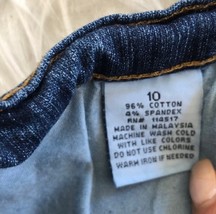 10
96% COTTON
4% SPANDEX
RN# 114517
MADE IN MALAYSIA
MACHINE WASH COLD
WITH LIKE COLORS
DO NOT USE CHLORINE
WARM IRON IF NEEDED